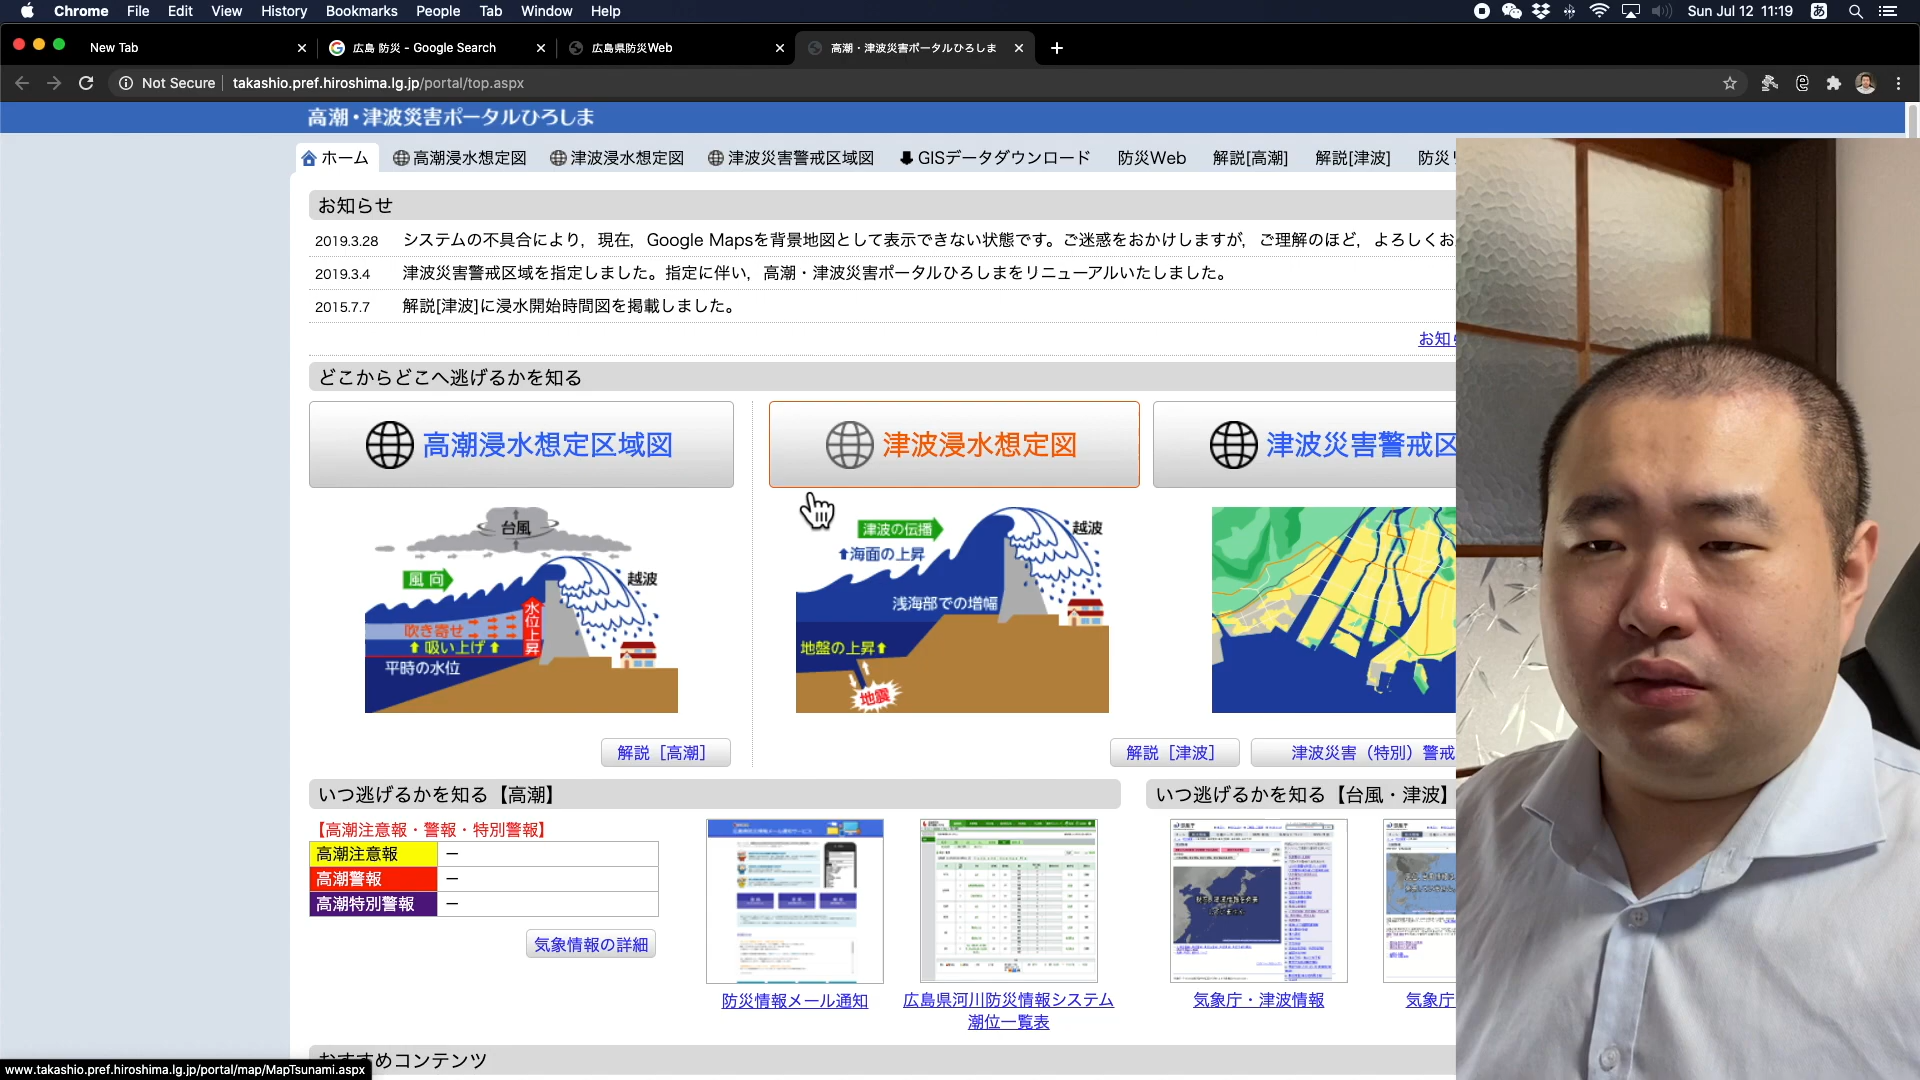 Chrome File Edit View History Bookmarks People Tab Window Help Sun Jul 12 11:19 あ
New Tab 広島 防災 - Google Search 広島県防災Web 高潮・津波災害ポータルひろしま
Not Secure takashio.pref.hiroshima.lg.jp/portal/top.aspx
高潮・津波災害ポータルひろしま
ホーム 高潮浸水想定図 津波浸水想定図 津波災害警戒区域図 GISデータダウンロード 防災Web 解説[高潮] 解説[津波] 防災
お知らせ
2019.3.28 システムの不具合により，現在，Google Mapsを背景地図として表示できない状態です。ご迷惑をおかけしますが，ご理解のほど，よろしくお
2019.3.4 津波災害警戒区域を指定しました。指定に伴い，高潮・津波災害ポータルひろしまをリニューアルいたしました。
2015.7.7 解説[津波]に浸水開始時間図を掲載しました。
お知
どこからどこへ逃げるかを知る
高潮浸水想定区域図 津波浸水想定図 津波災害警戒区
台風
風向
越波
水位上昇
吹き寄せ
吸い上げ
平時の水位
津波の伝播
越波
海面の上昇
浅海部での増幅
地盤の上昇
地震
解説［高潮］ 解説［津波］ 津波災害（特別）警戒
いつ逃げるかを知る【高潮】 いつ逃げるかを知る【台風・津波】
【高潮注意報・警報・特別警報】
高潮注意報 ー
高潮警報 ー
高潮特別警報 ー
気象情報の詳細
防災情報メール通知 広島県河川防災情報システム 気象庁・津波情報 気象庁
潮位一覧表
おすすめコンテンツ
www.takashio.pref.hiroshima.lg.jp/portal/map/MapTsunami.aspx